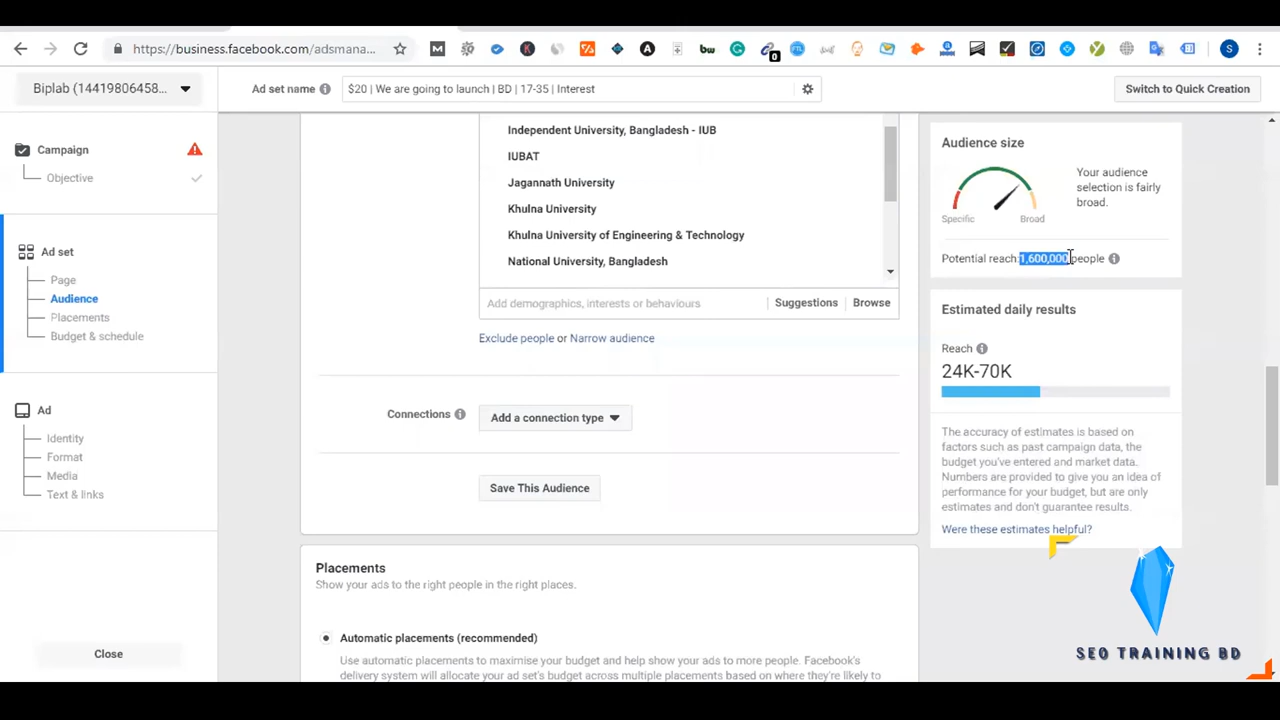 https://business.facebook.com/adsmana...
Biplab (14419806458...
Ad set name
$20 | We are going to launch | BD | 17-35 | Interest
Switch to Quick Creation
Campaign
Objective
Ad set
Page
Audience
Placements
Budget & schedule
Ad
Identity
Format
Media
Text & links
Close
Independent University, Bangladesh - IUB
IUBAT
Jagannath University
Khulna University
Khulna University of Engineering & Technology
National University, Bangladesh
Add demographics, interests or behaviours
Suggestions
Browse
Exclude people or Narrow audience
Connections
Add a connection type
Save This Audience
Placements
Show your ads to the right people in the right places.
Automatic placements (recommended)
Use automatic placements to maximise your budget and help show your ads to more people. Facebook's
delivery system will allocate your ad set's budget across multiple placements based on where they're likely to
Audience size
Specific
Broad
Your audience
selection is fairly
broad.
Potential reach:1,600,000 people
Estimated daily results
Reach
24K-70K
The accuracy of estimates is based on
factors such as past campaign data, the
budget you've entered and market data.
Numbers are provided to give you an idea of
performance for your budget, but are only
estimates and don't guarantee results.
Were these estimates helpful?
SEO TRAINING BD